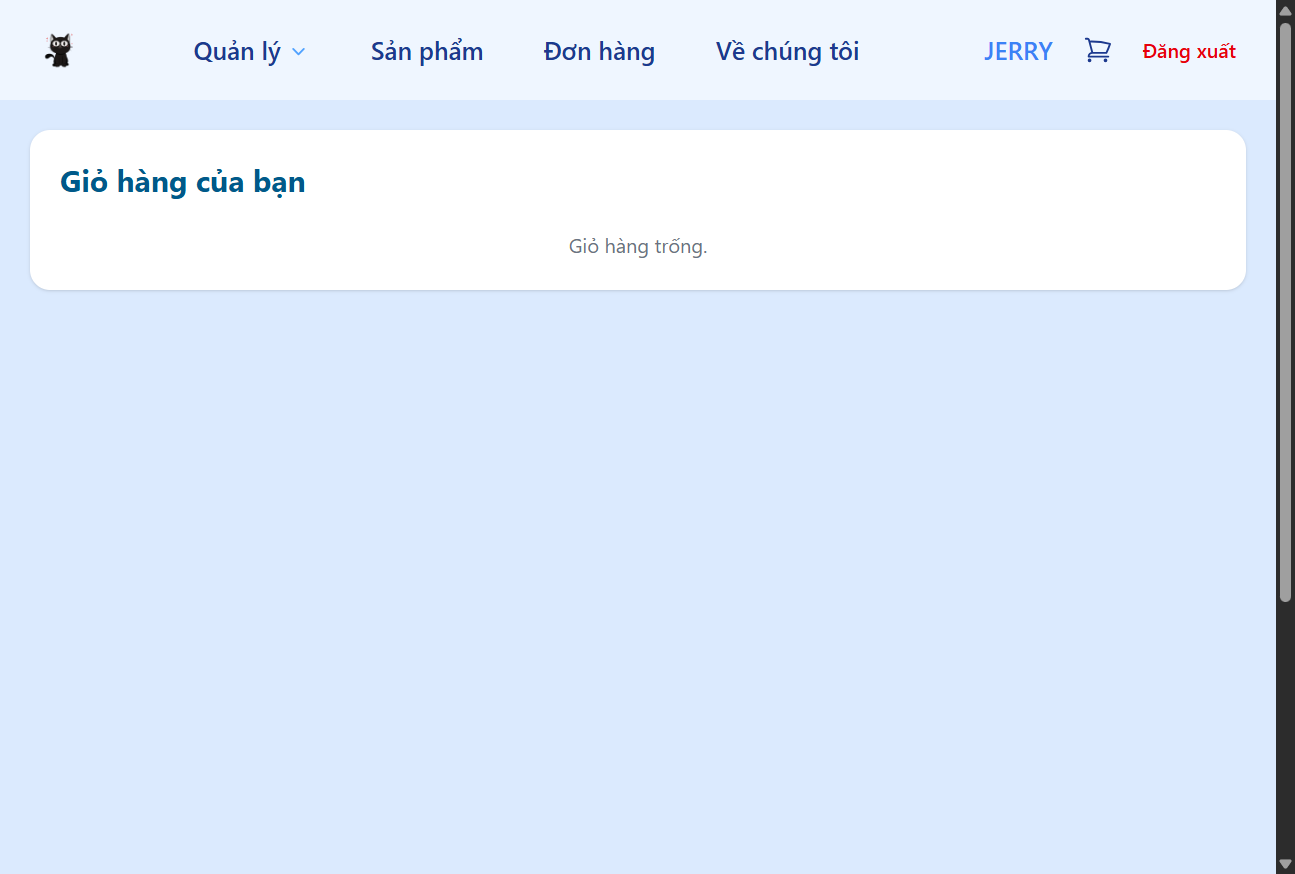 Quản lý Sản phẩm Đơn hàng Về chúng tôi JERRY Đăng xuất
Giỏ hàng của bạn
Giỏ hàng trống.